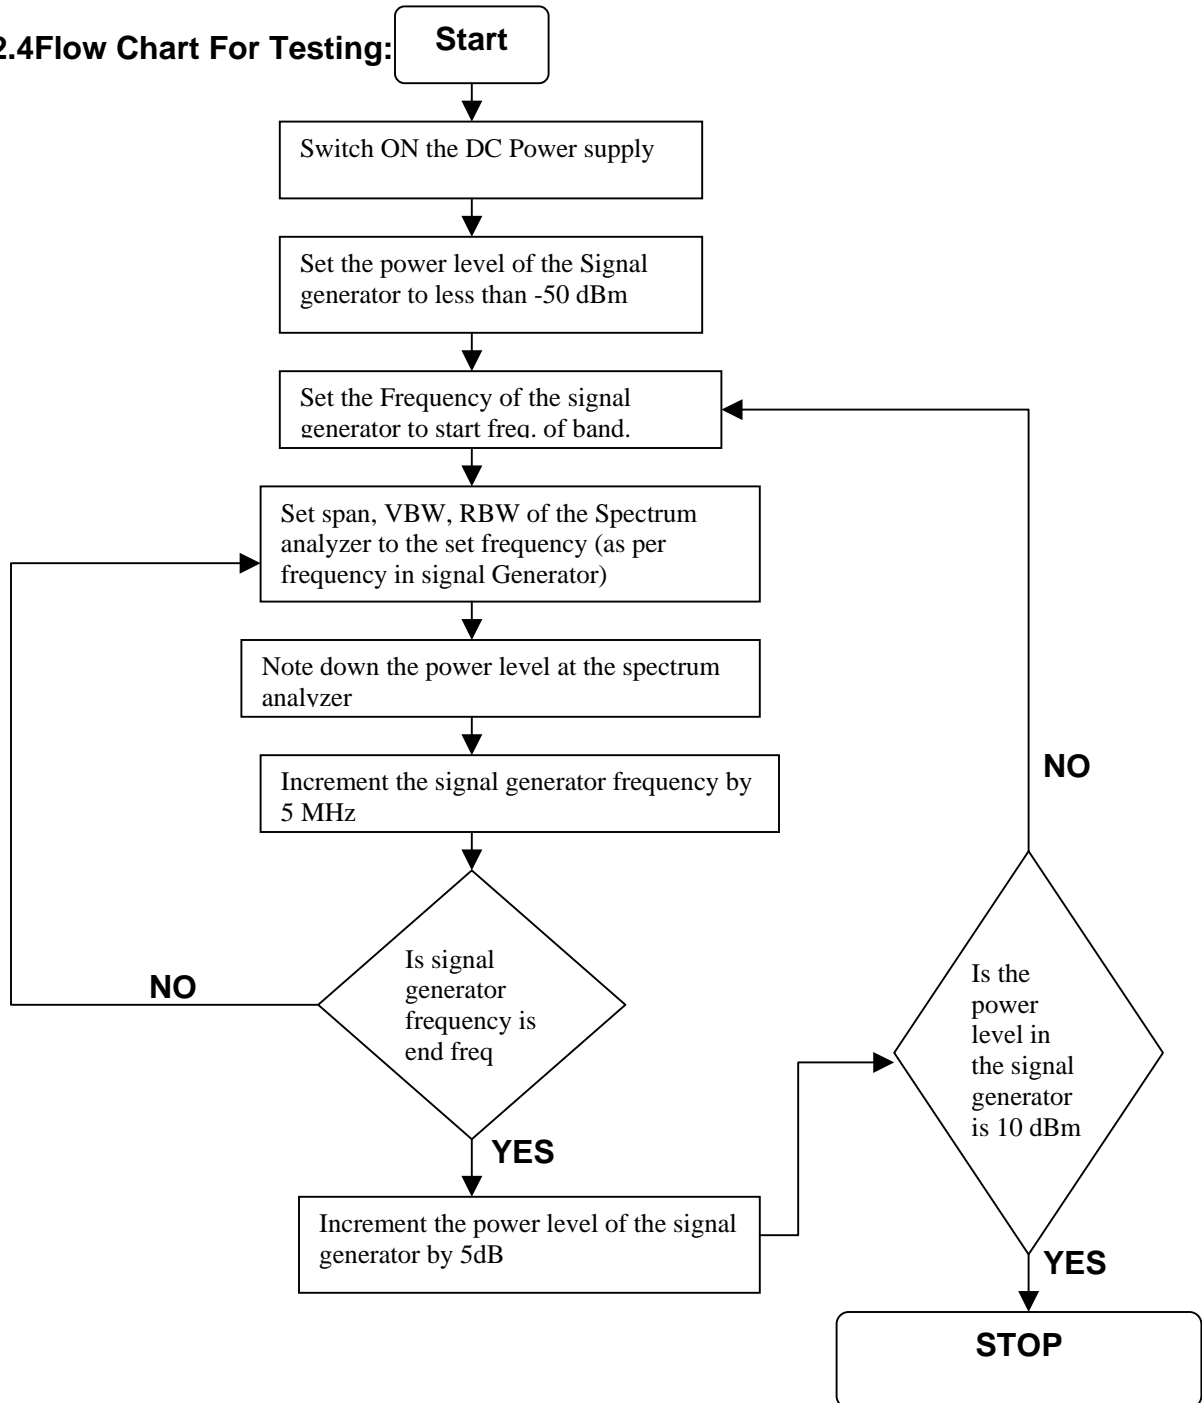 2.4Flow Chart For Testing:
Start
Switch ON the DC Power supply
Set the power level of the Signal
generator to less than -50 dBm
Set the Frequency of the signal
generator to start freq. of band.
Set span, VBW, RBW of the Spectrum
analyzer to the set frequency (as per
frequency in signal Generator)
Note down the power level at the spectrum
analyzer
Increment the signal generator frequency by
5 MHz
Is signal
generator
frequency is
end freq
NO
YES
Increment the power level of the signal
generator by 5dB
Is the
power
level in
the signal
generator
is 10 dBm
NO
YES
STOP